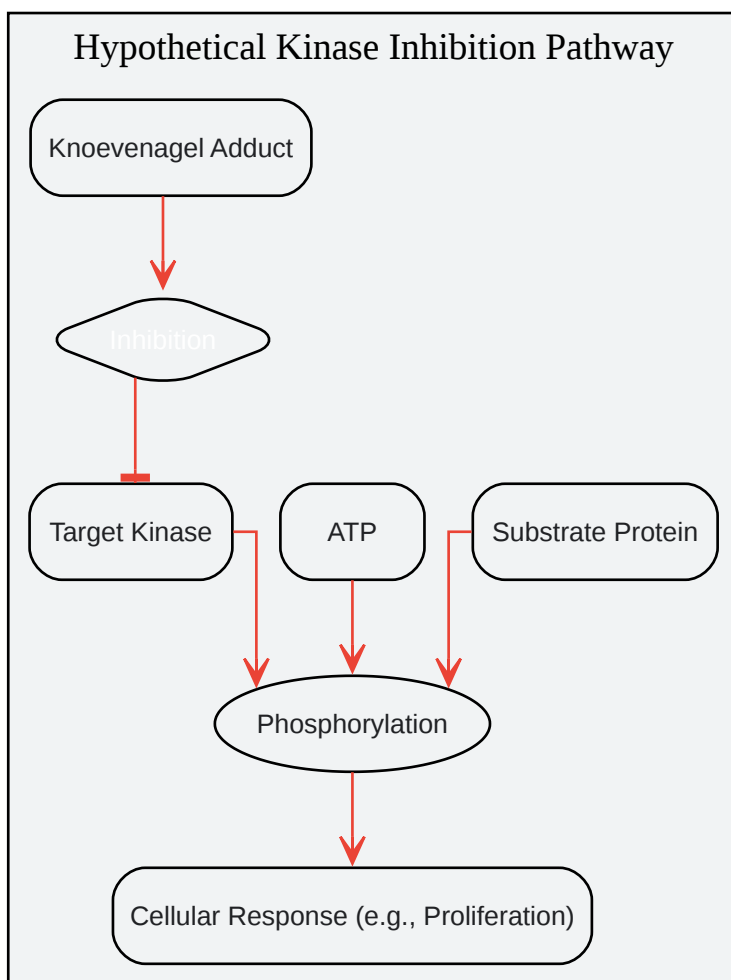 Hypothetical Kinase Inhibition Pathway
Knoevenagel Adduct
Inhibition
Target Kinase
ATP
Substrate Protein
Phosphorylation
Cellular Response (e.g., Proliferation)